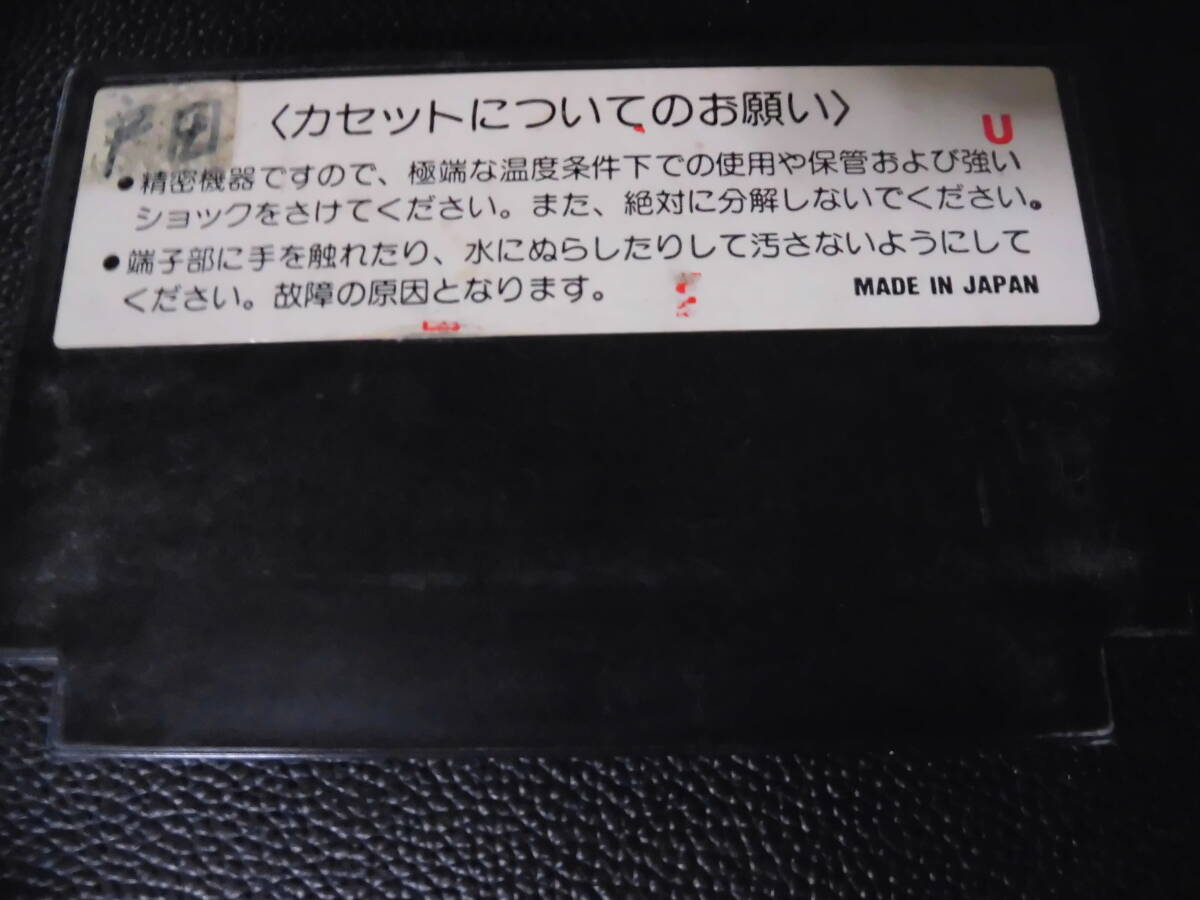 戸田
〈カセットについてのお願い〉
U
●精密機器ですので、極端な温度条件下での使用や保管および強い
ショックをさけてください。また、絶対に分解しないでください。
●端子部に手を触れたり、水にぬらしたりして汚さないようにして
ください。故障の原因となります。
MADE IN JAPAN